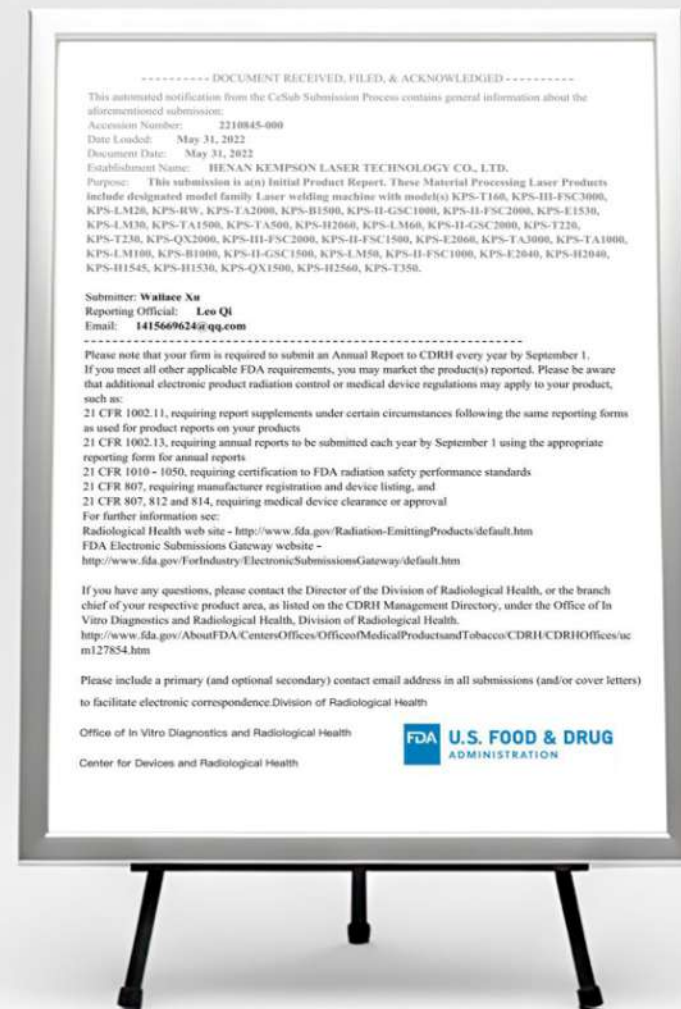 ---------- DOCUMENT RECEIVED, FILED, & ACKNOWLEDGED ----------
This automated notification from the CeSub Submission Process contains general information about the
aforementioned submission:
Accession Number: 2210845-000
Date Loaded: May 31, 2022
Document Date: May 31, 2022
Establishment Name: HENAN KEMPSON LASER TECHNOLOGY CO., LTD.
Purpose: This submission is a(n) Initial Product Report. These Material Processing Laser Products
include designated model family Laser welding machine with model(s) KPS-T160, KPS-III-FSC3000,
KPS-LM20, KPS-RW, KPS-TA2000, KPS-B1500, KPS-II-GSC1000, KPS-II-FSC2000, KPS-E1530,
KPS-LM30, KPS-TA1500, KPS-TA500, KPS-H2060, KPS-LM60, KPS-II-GSC2000, KPS-T220,
KPS-T230, KPS-QX2000, KPS-III-FSC2000, KPS-II-FSC1500, KPS-E2060, KPS-TA3000, KPS-TA1000,
KPS-LM100, KPS-B1000, KPS-II-GSC1500, KPS-LM50, KPS-II-FSC1000, KPS-E2040, KPS-H2040,
KPS-H1545, KPS-H1530, KPS-QX1500, KPS-H2560, KPS-T350.
Submitter: Wallace Xu
Reporting Official: Leo Qi
Email: 1415669624@qq.com
------------------------------------------------------------
Please note that your firm is required to submit an Annual Report to CDRH every year by September 1.
If you meet all other applicable FDA requirements, you may market the product(s) reported. Please be aware
that additional electronic product radiation control or medical device regulations may apply to your product,
such as:
21 CFR 1002.11, requiring report supplements under certain circumstances following the same reporting forms
as used for product reports on your products
21 CFR 1002.13, requiring annual reports to be submitted each year by September 1 using the appropriate
reporting form for annual reports
21 CFR 1010 - 1050, requiring certification to FDA radiation safety performance standards
21 CFR 807, requiring manufacturer registration and device listing, and
21 CFR 807, 812 and 814, requiring medical device clearance or approval
For further information see:
Radiological Health web site - http://www.fda.gov/Radiation-EmittingProducts/default.htm
FDA Electronic Submissions Gateway website -
http://www.fda.gov/ForIndustry/ElectronicSubmissionsGateway/default.htm
If you have any questions, please contact the Director of the Division of Radiological Health, or the branch
chief of your respective product area, as listed on the CDRH Management Directory, under the Office of In
Vitro Diagnostics and Radiological Health, Division of Radiological Health.
http://www.fda.gov/AboutFDA/CentersOffices/OfficeofMedicalProductsandTobacco/CDRH/CDRHOffices/uc
m127854.htm
Please include a primary (and optional secondary) contact email address in all submissions (and/or cover letters)
to facilitate electronic correspondence.Division of Radiological Health
Office of In Vitro Diagnostics and Radiological Health
Center for Devices and Radiological Health
FDA U.S. FOOD & DRUG
ADMINISTRATION